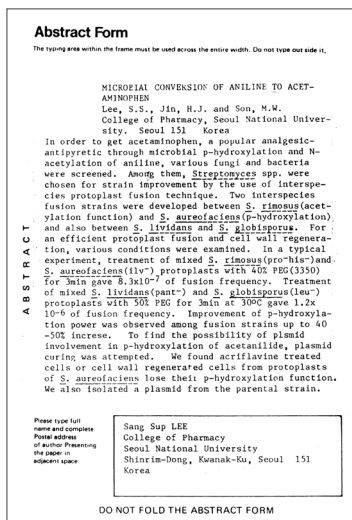 Abstract Form
The typing area within the frame must be used across the entire width. Do not type out side it,
MICROBIAL CONVERSION OF ANILINE TO ACET-
AMINOPHEN
Lee, S.S., Jin, H.J. and Son, M.W.
College of Pharmacy, Seoul National Univer-
sity. Seoul 151 Korea
In order to get acetaminophen, a popular analgesic-
antipyretic through microbial p-hydroxylation and N-
acetylation of aniline, various fungi and bacteria
were screened. Among them, Streptomyces spp. were
chosen for strain improvement by the use of interspe-
cies protoplast fusion technique. Two interspecies
fusion strains were developed between S. rimosus(acet-
ylation function) and S. aureofaciens(p-hydroxylation)
and also between S. lividans and S. globisporus. For
an efficient protoplast fusion and cell wall regenera-
tion, various conditions were examined. In a typical
experiment, treatment of mixed S. rimosus(pro-his-)and
S. aureofaciens(ilv-) protoplasts with 40% PEG(3350)
for 3min gave 8.3x10-7 of fusion frequency. Treatment
of mixed S. lividans(pant-) and S. globisporus(leu-)
protoplasts with 50% PEG for 3min at 30ºC gave 1.2x
10-6 of fusion frequency. Improvement of p-hydroxyla-
tion power was observed among fusion strains up to 40
-50% increse. To find the possibility of plsmid
involvement in p-hydroxylation of acetanilide, plasmid
curing was attempted. We found acriflavine treated
cells or cell wall regenerated cells from protoplasts
of S. aureofaciens lose their p-hydroxylation function.
We also isolated a plasmid from the parental strain.
ABSTRACT
Please type full
name and complete
Postal address
of author Presenting
the paper in
adjacent space.
Sang Sup LEE
College of Pharmacy
Seoul National University
Shinrim-Dong, Kwanak-Ku, Seoul 151
Korea
DO NOT FOLD THE ABSTRACT FORM